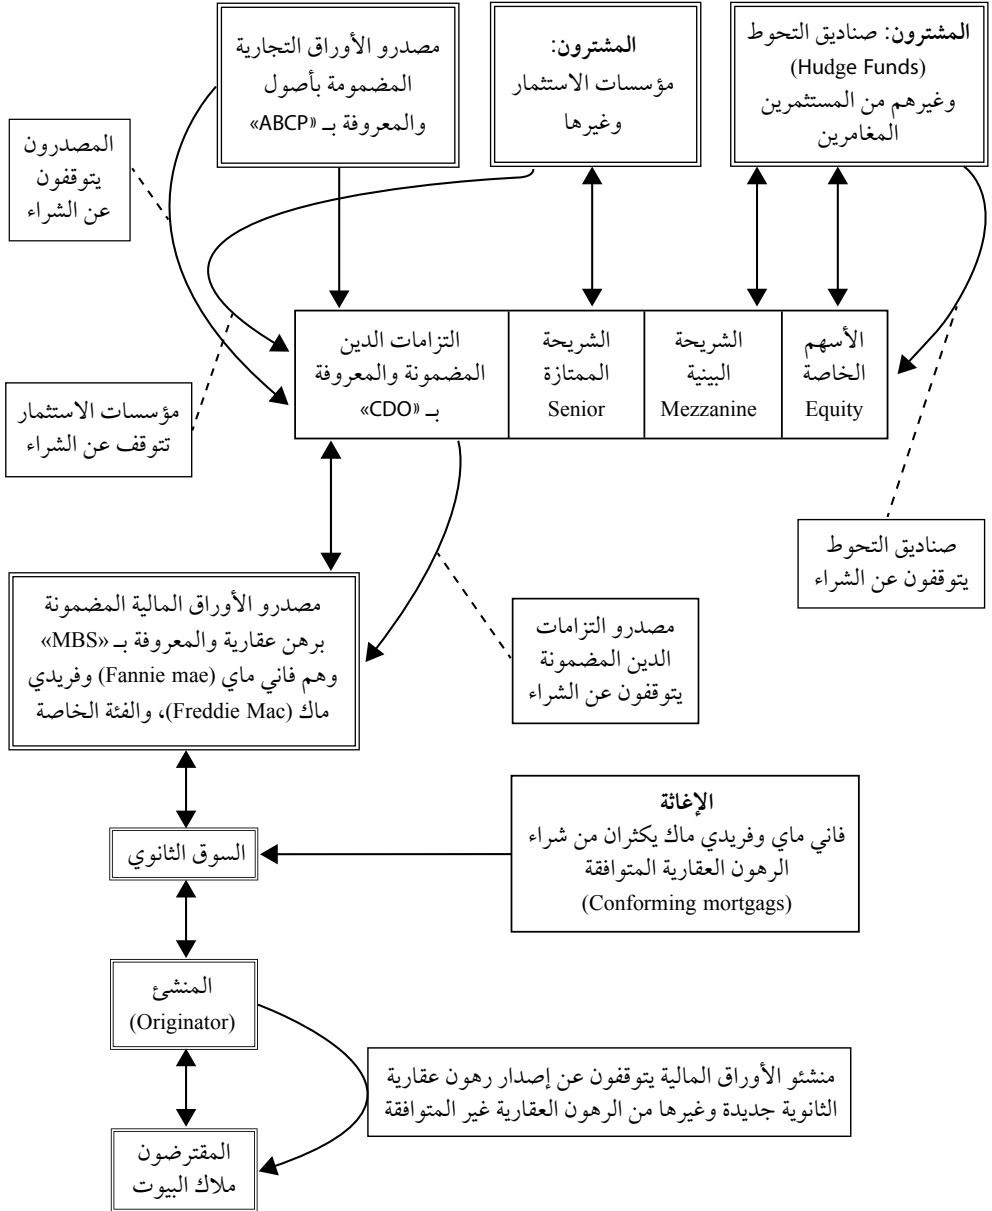 المشترون: صناديق التحوط
(Hudge Funds)
وغيرهم من المستثمرين
المغامرين
المشترون:
مؤسسات الاستثمار
وغيرها
مصدرو الأوراق التجارية
المضمومة بأصول
والمعروفة بـ «ABCP»
المصدرون
يتوقفون
عن الشراء
الأسهم
الخاصة
Equity
الشريحة
البينية
Mezzanine
الشريحة
الممتازة
Senior
التزامات الدين
المضمونة والمعروفة
بـ «CDO»
مؤسسات الاستثمار
تتوقف عن الشراء
صناديق التحوط
يتوقفون عن الشراء
مصدرو التزامات
الدين المضمونة
يتوقفون عن الشراء
مصدرو الأوراق المالية المضمونة
برهن عقارية والمعروفة بـ «MBS»
وهم فاني ماي (Fannie mae) وفريدي
ماك (Freddie Mac)، والفئة الخاصة
الإغاثة
فاني ماي وفريدي ماك يكثران من شراء
الرهون العقارية المتوافقة
(Conforming mortgags)
السوق الثانوي
المنشئ
(Originator)
منشئو الأوراق المالية يتوقفون عن إصدار رهون عقارية
الثانوية جديدة وغيرها من الرهون العقارية غير المتوافقة
المقترضون
ملاك البيوت